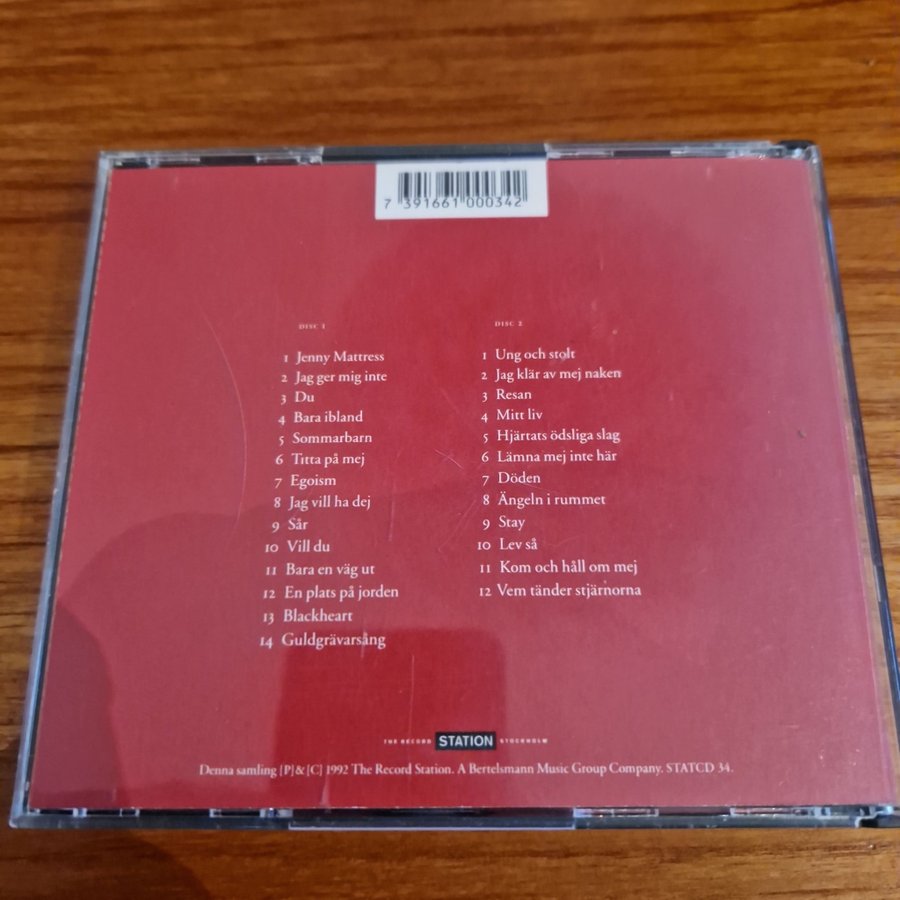 7 391661 000342
DISC 1
1 Jenny Mattress
2 Jag ger mig inte
3 Du
4 Bara ibland
5 Sommarbarn
6 Titta på mej
7 Egoism
8 Jag vill ha dej
9 Sår
10 Vill du
11 Bara en väg ut
12 En plats på jorden
13 Blackheart
14 Guldgrävarsång
DISC 2
1 Ung och stolt
2 Jag klär av mej naken
3 Resan
4 Mitt liv
5 Hjärtats ödsliga slag
6 Lämna mej inte här
7 Döden
8 Ängeln i rummet
9 Stay
10 Lev så
11 Kom och håll om mej
12 Vem tänder stjärnorna
THE RECORD STATION STOCKHOLM
Denna samling [P] & [C] 1992 The Record Station. A Bertelsmann Music Group Company. STATCD 34.